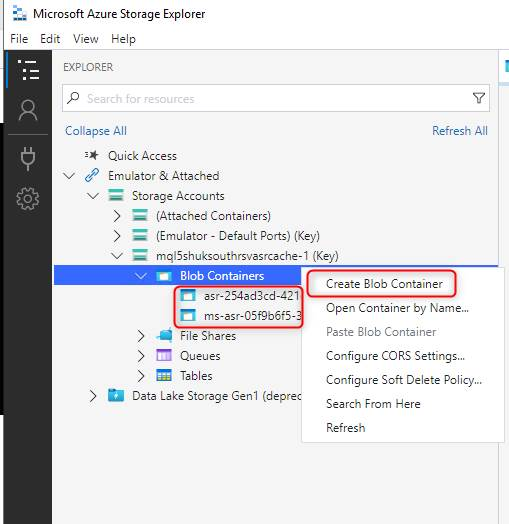 Microsoft Azure Storage Explorer
File Edit View Help
EXPLORER
Search for resources
Collapse All Refresh All
Quick Access
Emulator & Attached
Storage Accounts
(Attached Containers)
(Emulator - Default Ports) (Key)
mql5shuksouthrsvasrcache-1 (Key)
Blob Containers
asr-254ad3cd-421
ms-asr-05f9b6f5-3
File Shares
Queues
Tables
Data Lake Storage Gen1 (deprec
Create Blob Container
Open Container by Name...
Paste Blob Container
Configure CORS Settings...
Configure Soft Delete Policy...
Search From Here
Refresh